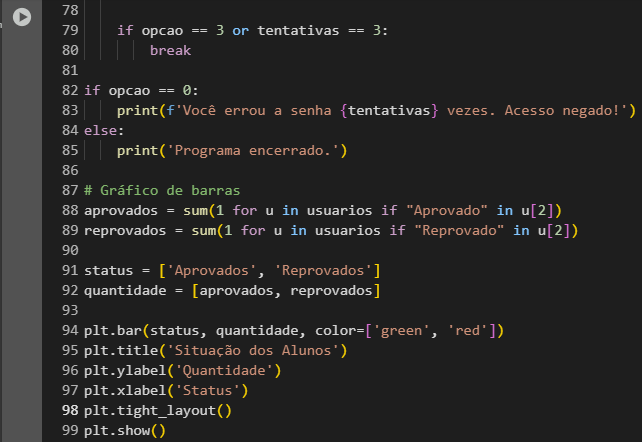 78
79 if opcao == 3 or tentativas == 3:
80 break
81
82 if opcao == 0:
83 print(f'Você errou a senha {tentativas} vezes. Acesso negado!')
84 else:
85 print('Programa encerrado.')
86
87 # Gráfico de barras
88 aprovados = sum(1 for u in usuarios if "Aprovado" in u[2])
89 reprovados = sum(1 for u in usuarios if "Reprovado" in u[2])
90
91 status = ['Aprovados', 'Reprovados']
92 quantidade = [aprovados, reprovados]
93
94 plt.bar(status, quantidade, color=['green', 'red'])
95 plt.title('Situação dos Alunos')
96 plt.ylabel('Quantidade')
97 plt.xlabel('Status')
98 plt.tight_layout()
99 plt.show()